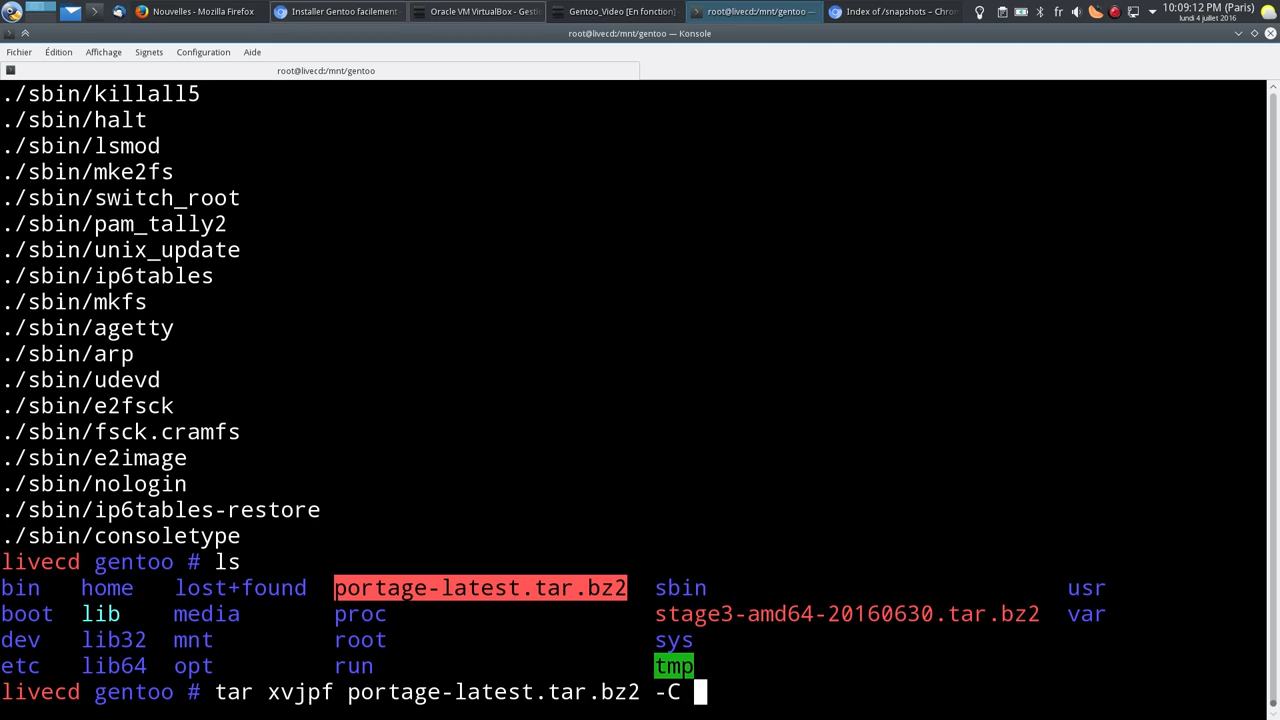 Nouvelles - Mozilla Firefox
Installer Gentoo facilement
Oracle VM VirtualBox - Gesti
Gentoo_Video [En fonction]
root@livecd:/mnt/gentoo —
Index of /snapshots – Chro
fr
10:09:12 PM (Paris)
lundi 4 juillet 2016
root@livecd:/mnt/gentoo — Konsole
Fichier Édition Affichage Signets Configuration Aide
root@livecd:/mnt/gentoo
./sbin/killall5
./sbin/halt
./sbin/lsmod
./sbin/mke2fs
./sbin/switch_root
./sbin/pam_tally2
./sbin/unix_update
./sbin/ip6tables
./sbin/mkfs
./sbin/agetty
./sbin/arp
./sbin/udevd
./sbin/e2fsck
./sbin/fsck.cramfs
./sbin/e2image
./sbin/nologin
./sbin/ip6tables-restore
./sbin/consoletype
livecd gentoo # ls
bin home lost+found portage-latest.tar.bz2 sbin usr
boot lib media proc stage3-amd64-20160630.tar.bz2 var
dev lib32 mnt root sys
etc lib64 opt run tmp
livecd gentoo # tar xvjpf portage-latest.tar.bz2 -C